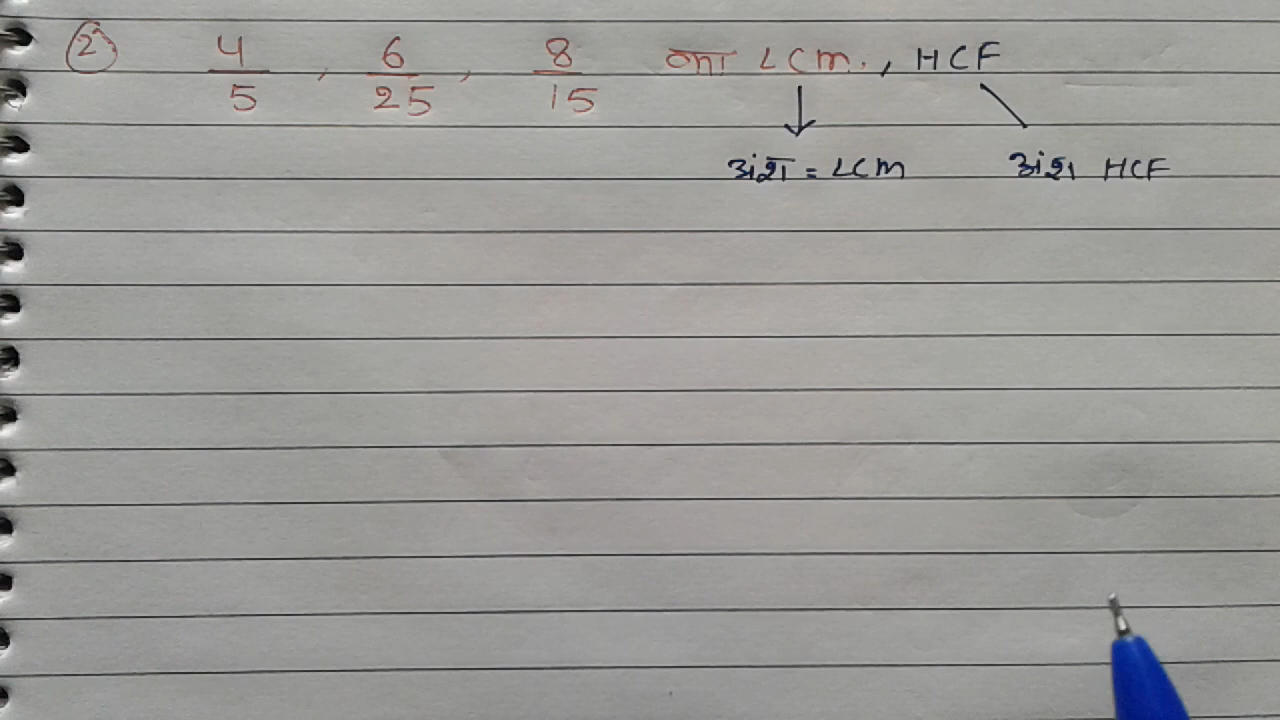 ② 4/5 , 6/25 , 8/15 का LCM. , HCF
अंश = LCM अंश HCF